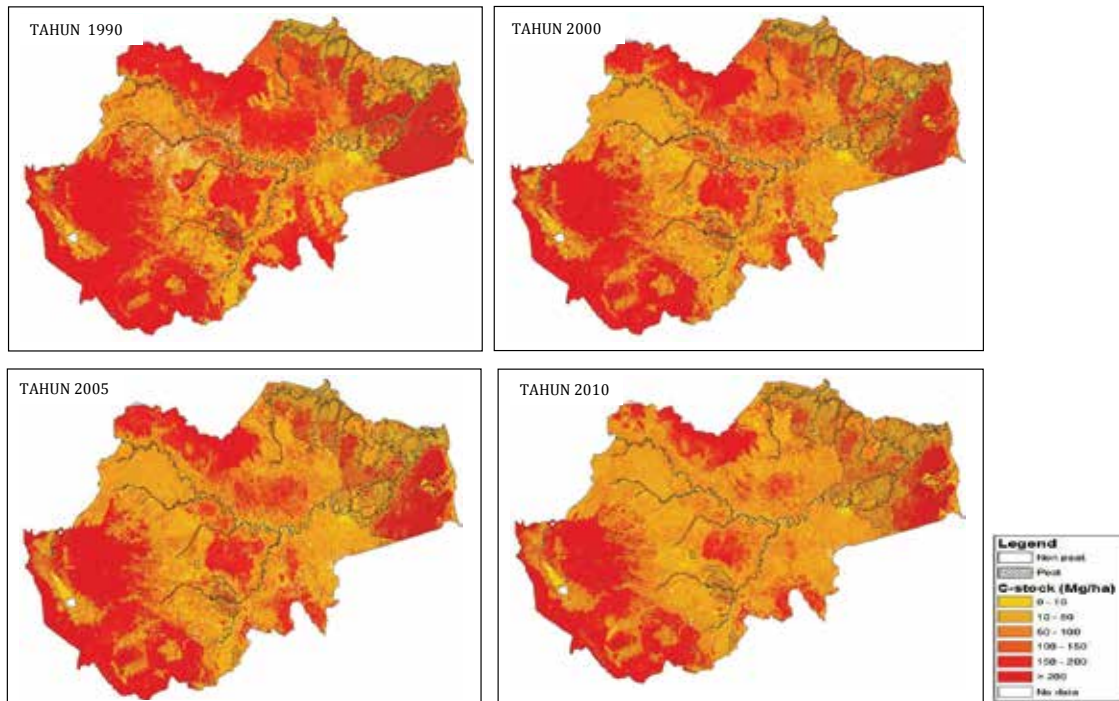 TAHUN 1990
TAHUN 2000
TAHUN 2005
TAHUN 2010
Legend
Non peat
Peat
C-stock (Mg/ha)
0 - 10
10 - 50
50 - 100
100 - 150
150 - 200
> 200
No data